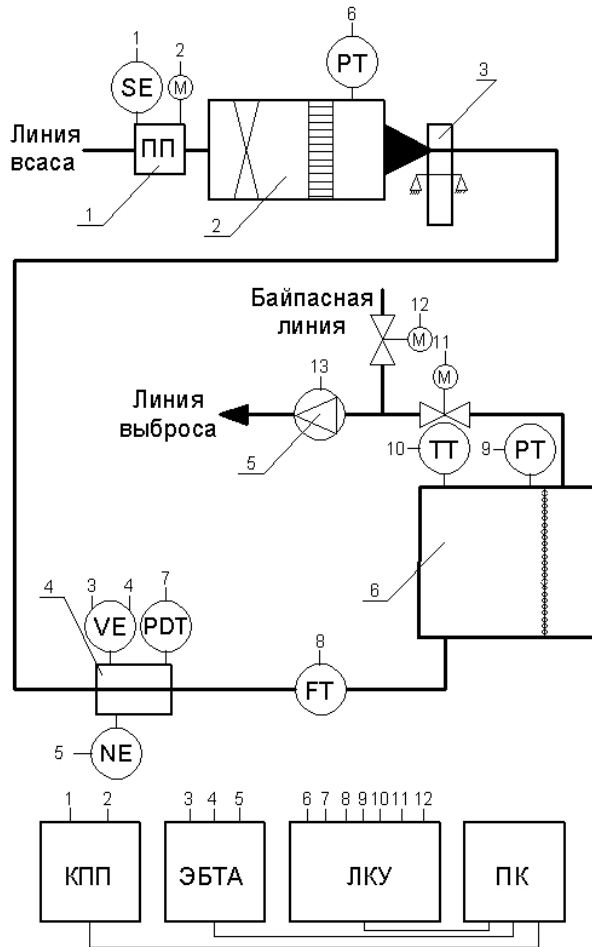 6
1
2
PT
3
SE
M
Линия
всаса
ПП
1
2
Байпасная
линия
12
M
11
M
13
Линия
выброса
5
10
TT
9
PT
6
4
3
4
7
VE
PDT
8
FT
5
NE
1
2
3
4
5
6
7
8
9
10
11
12
КПП
ЭБТА
ЛКУ
ПК